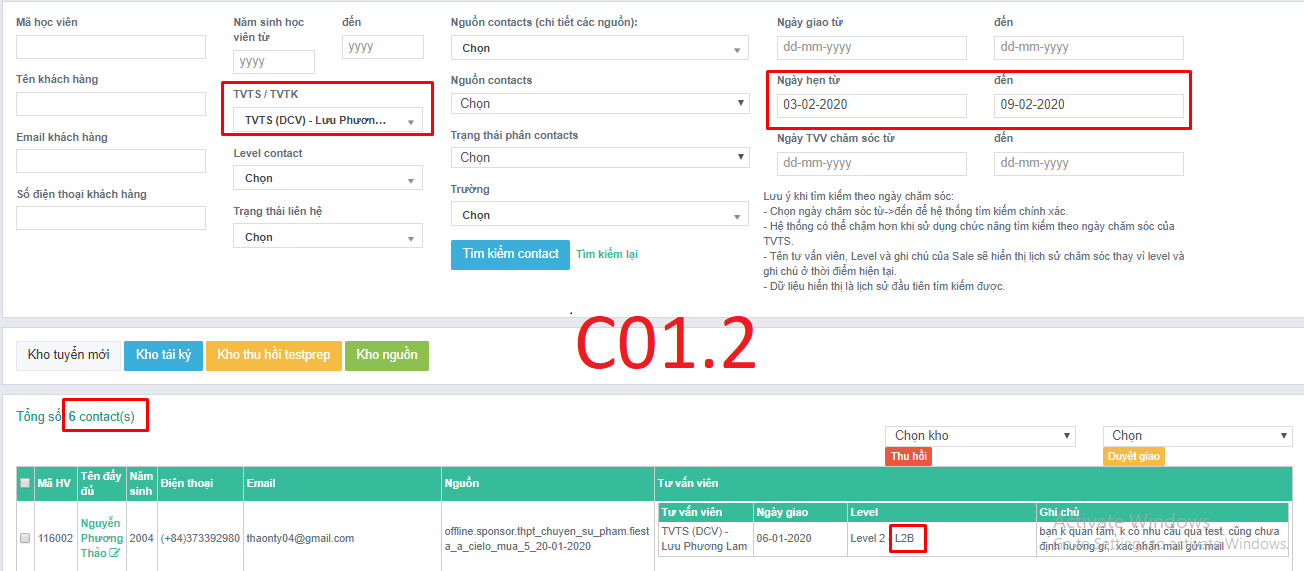 Mã học viên
Năm sinh học viên từ
đến
Nguồn contacts (chi tiết các nguồn):
Ngày giao từ
đến
yyyy
yyyy
Chọn
dd-mm-yyyy
dd-mm-yyyy
Tên khách hàng
Nguồn contacts
Ngày hẹn từ
đến
TVTS / TVTK
Chọn
03-02-2020
09-02-2020
TVTS (DCV) - Lưu Phươn...
Email khách hàng
Trạng thái phân contacts
Ngày TVV chăm sóc từ
đến
Level contact
Chọn
dd-mm-yyyy
dd-mm-yyyy
Chọn
Số điện thoại khách hàng
Trường
Lưu ý khi tìm kiếm theo ngày chăm sóc:
Trạng thái liên hệ
Chọn
- Chọn ngày chăm sóc từ->đến để hệ thống tìm kiếm chính xác.
Chọn
- Hệ thống có thể chậm hơn khi sử dụng chức năng tìm kiếm theo ngày chăm sóc của
TVTS.
Tìm kiếm contact
Tìm kiếm lại
- Tên tư vấn viên, Level và ghi chú của Sale sẽ hiển thị lịch sử chăm sóc thay vì level và
ghi chú ở thời điểm hiện tại.
- Dữ liệu hiển thị là lịch sử đầu tiên tìm kiếm được.
.
C01.2
Kho tuyển mới
Kho tái ký
Kho thu hồi testprep
Kho nguồn
Tổng số 6 contact(s)
Chọn kho
Chọn
Thu hồi
Duyệt giao
Mã HV
Tên đầy đủ
Năm sinh
Điện thoại
Email
Nguồn
Tư vấn viên
Tư vấn viên
Ngày giao
Level
Ghi chú
116002
Nguyễn Phương Thảo
2004
(+84)373392980
thaonty04@gmail.com
offline.sponsor.thpt_chuyen_su_pham.fiest
a_a_cielo_mua_5_20-01-2020
TVTS (DCV) -
Lưu Phương Lam
06-01-2020
Level 2 - L2B
bạn k quan tâm, k có nhu cầu qua test. cũng chưa
định hướng gì, . xác nhận mail gửi mail
Activate Windows
Go to Settings to activate Windows.